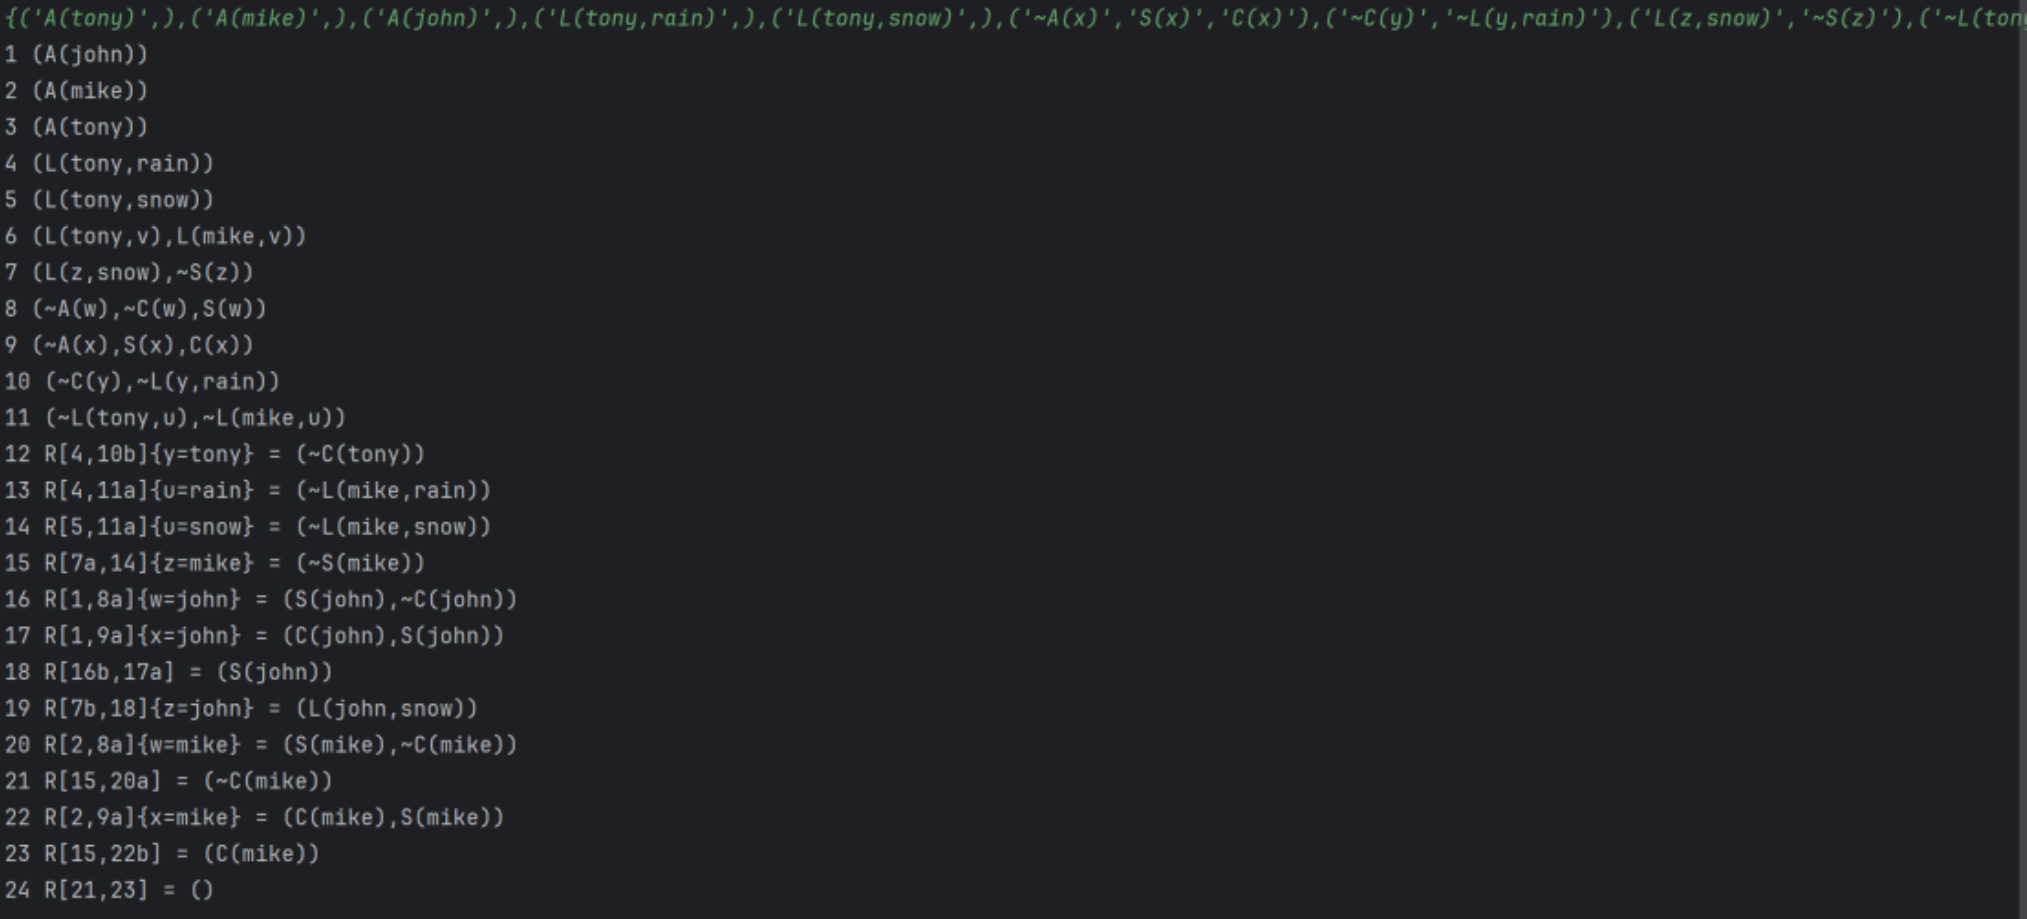 {('A(tony)',),('A(mike)',),('A(john)',),('L(tony,rain)',),('L(tony,snow)',),('~A(x)','S(x)','C(x)'),('~C(y)','~L(y,rain)'),('L(z,snow)','~S(z)'),('~L(ton
1 (A(john))
2 (A(mike))
3 (A(tony))
4 (L(tony,rain))
5 (L(tony,snow))
6 (L(tony,v),L(mike,v))
7 (L(z,snow),~S(z))
8 (~A(w),~C(w),S(w))
9 (~A(x),S(x),C(x))
10 (~C(y),~L(y,rain))
11 (~L(tony,u),~L(mike,u))
12 R[4,10b]{y=tony} = (~C(tony))
13 R[4,11a]{u=rain} = (~L(mike,rain))
14 R[5,11a]{u=snow} = (~L(mike,snow))
15 R[7a,14]{z=mike} = (~S(mike))
16 R[1,8a]{w=john} = (S(john),~C(john))
17 R[1,9a]{x=john} = (C(john),S(john))
18 R[16b,17a] = (S(john))
19 R[7b,18]{z=john} = (L(john,snow))
20 R[2,8a]{w=mike} = (S(mike),~C(mike))
21 R[15,20a] = (~C(mike))
22 R[2,9a]{x=mike} = (C(mike),S(mike))
23 R[15,22b] = (C(mike))
24 R[21,23] = ()